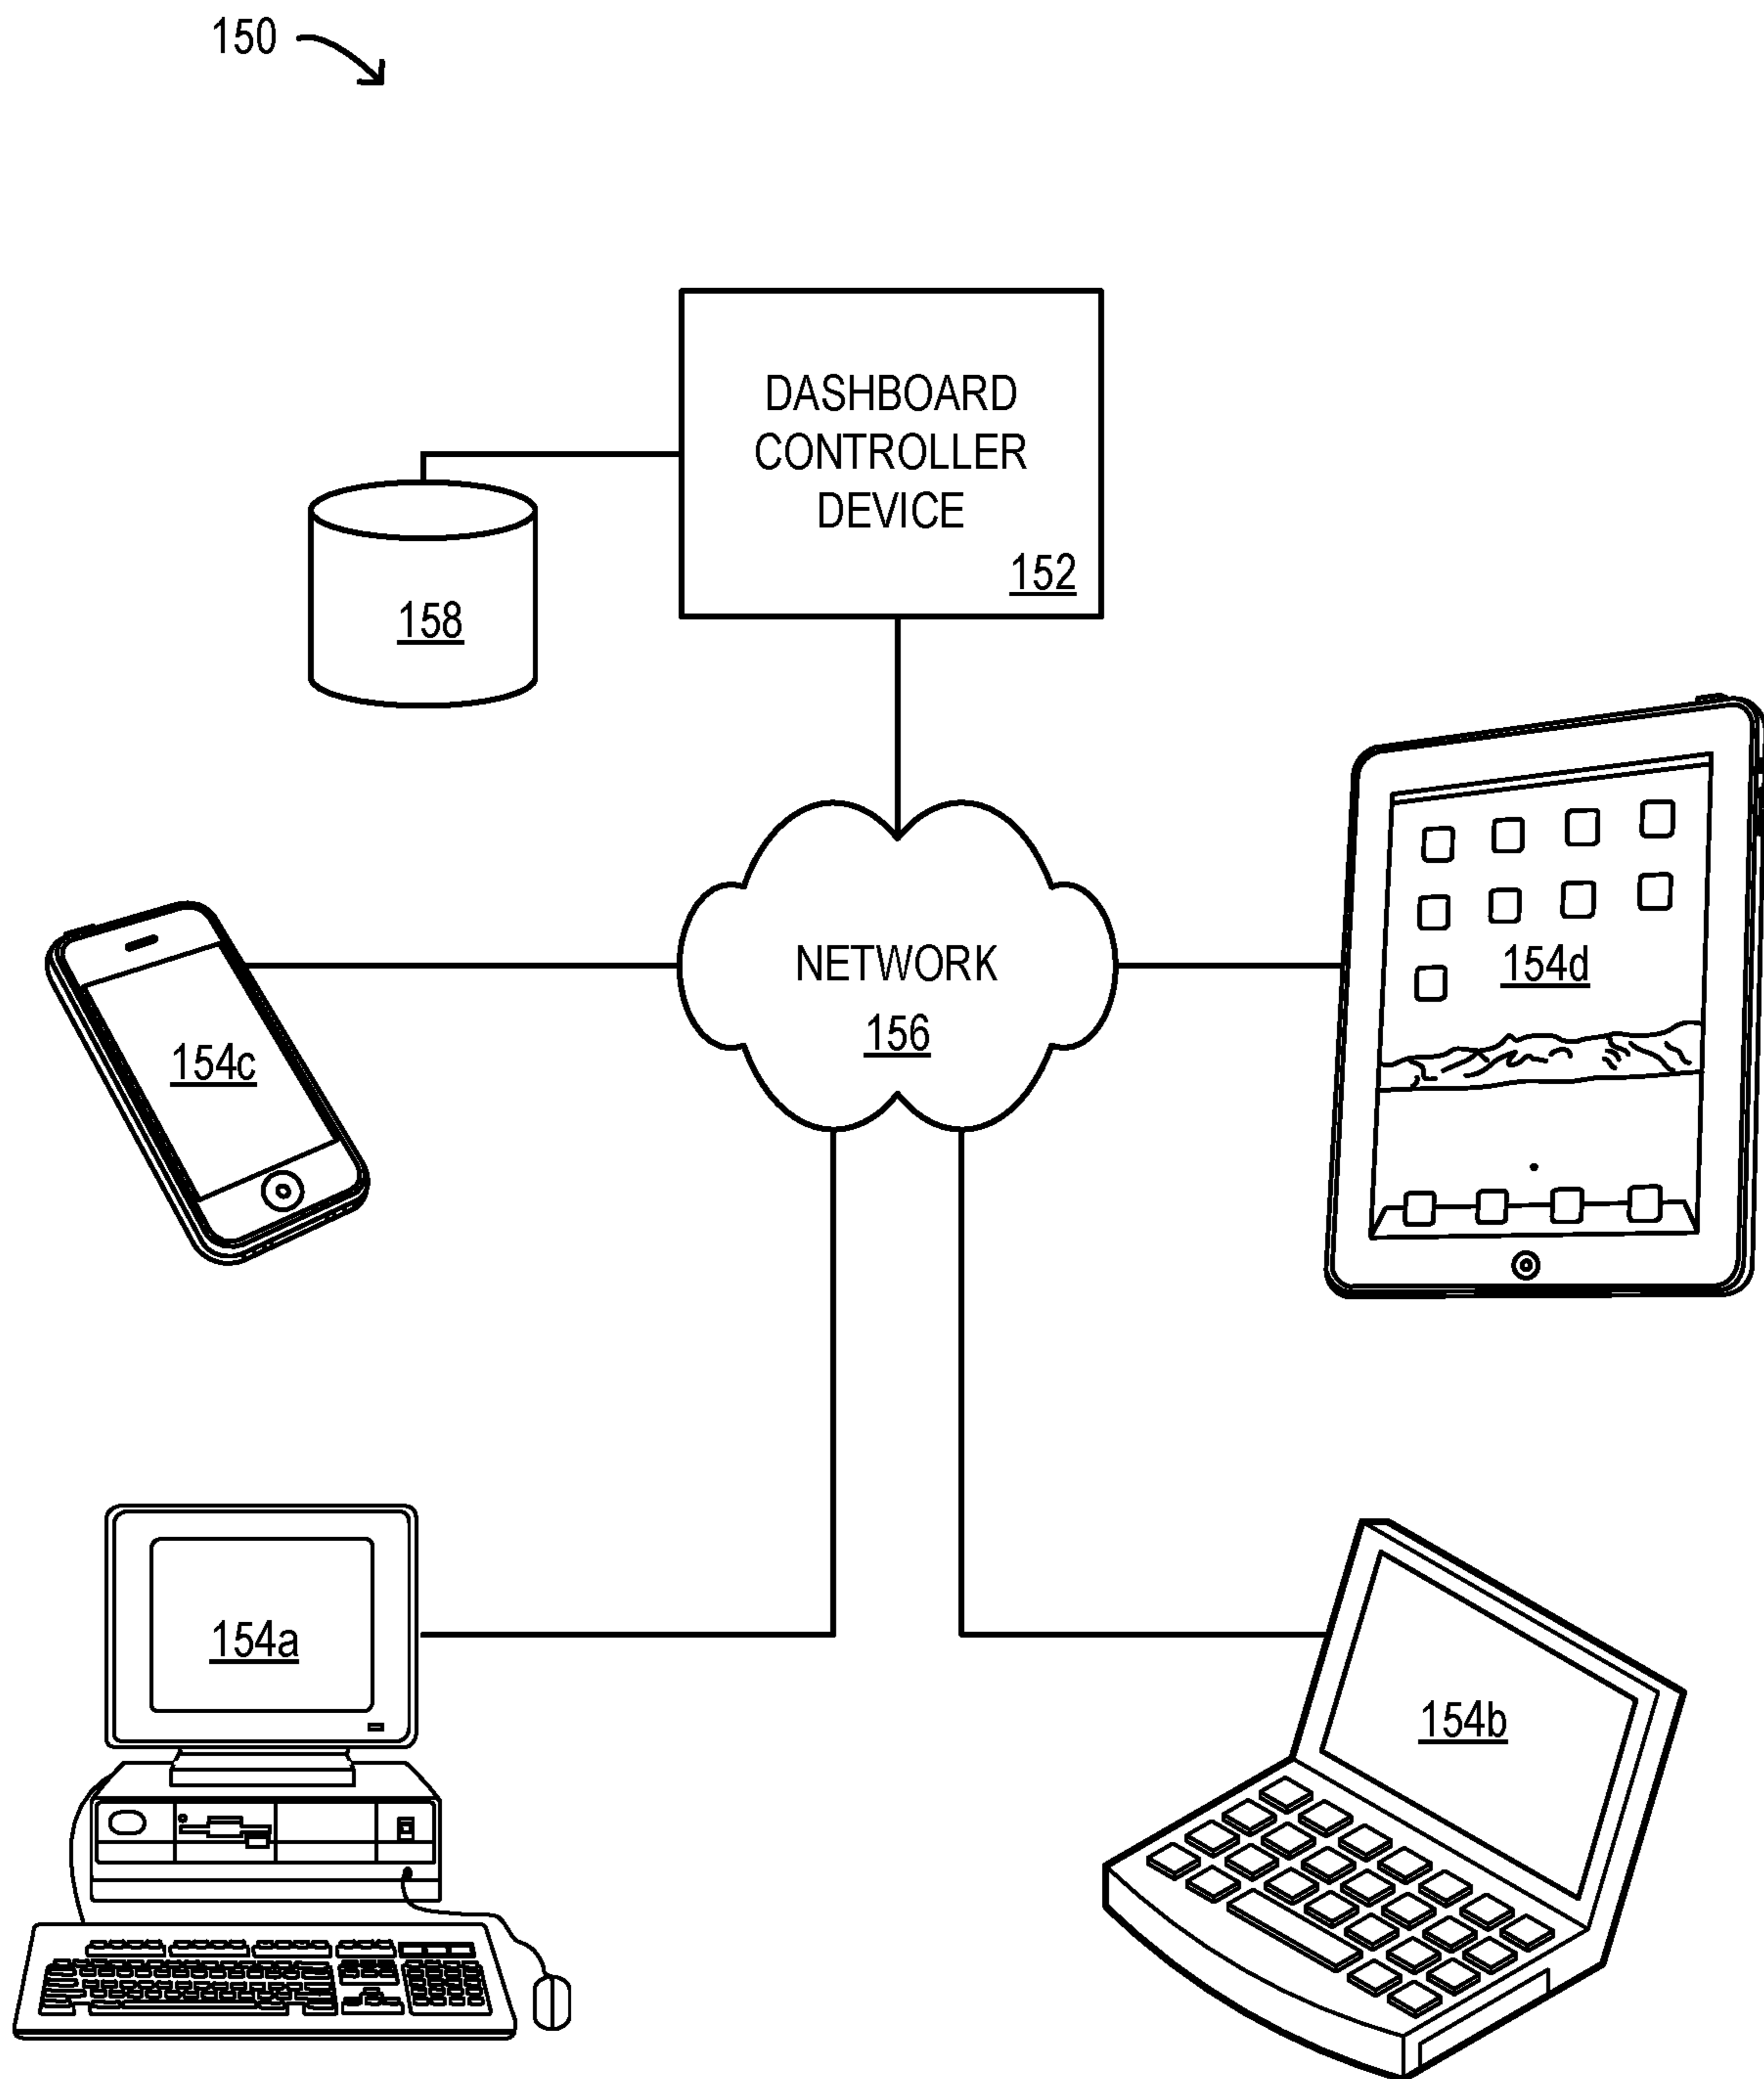 150
DASHBOARD
CONTROLLER
DEVICE
152
158
NETWORK
156
154c
154d
154a
154b